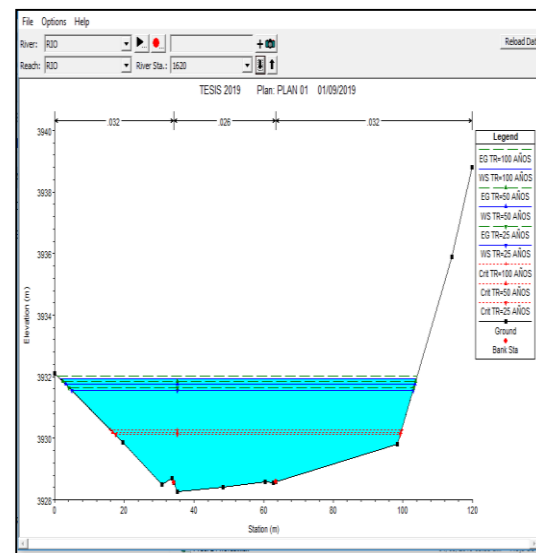 File Options Help
River: RIO
Reload Dat
Reach: RIO River Sta.: 1620
TESIS 2019 Plan: PLAN 01 01/09/2019
.032 .026 .032
3940
3938
3936
3934
3932
3930
3928
Elevation (m)
0 20 40 60 80 100 120
Station (m)
Legend
EG TR=100 AÑOS
WS TR=100 AÑOS
EG TR=50 AÑOS
WS TR=50 AÑOS
EG TR=25 AÑOS
WS TR=25 AÑOS
Crit TR=100 AÑOS
Crit TR=50 AÑOS
Crit TR=25 AÑOS
Ground
Bank Sta